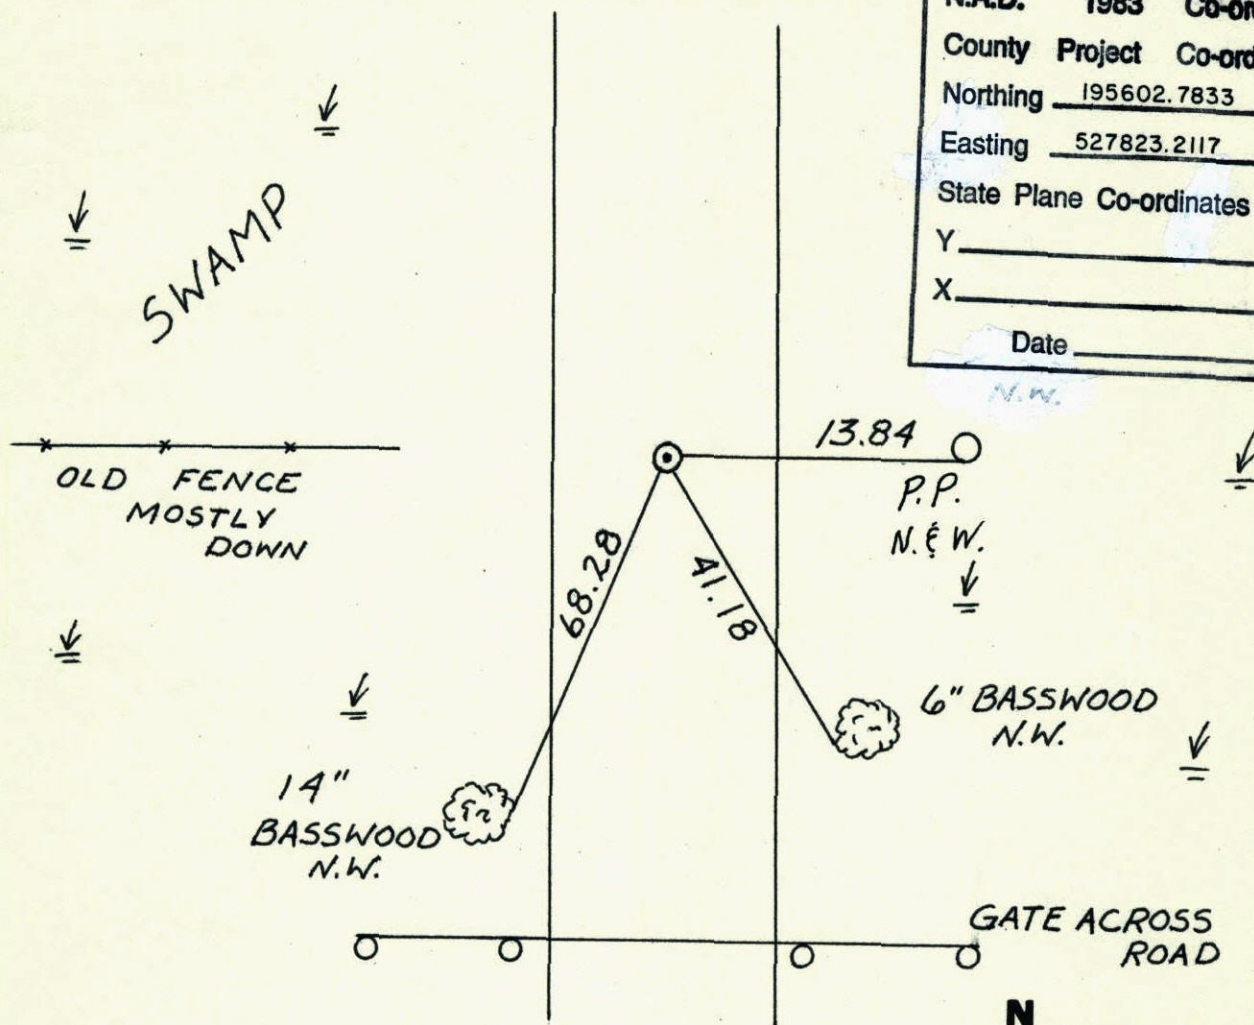 N.A.D. 1983 Co-or
County Project Co-ord
Northing 195602.7833
Easting 527823.2117
State Plane Co-ordinates
Y
X
Date
N.W.
SWAMP
OLD FENCE
MOSTLY
DOWN
13.84
P.P.
N. & W.
68.28
41.18
6" BASSWOOD
N.W.
14"
BASSWOOD
N.W.
GATE ACROSS
ROAD
N